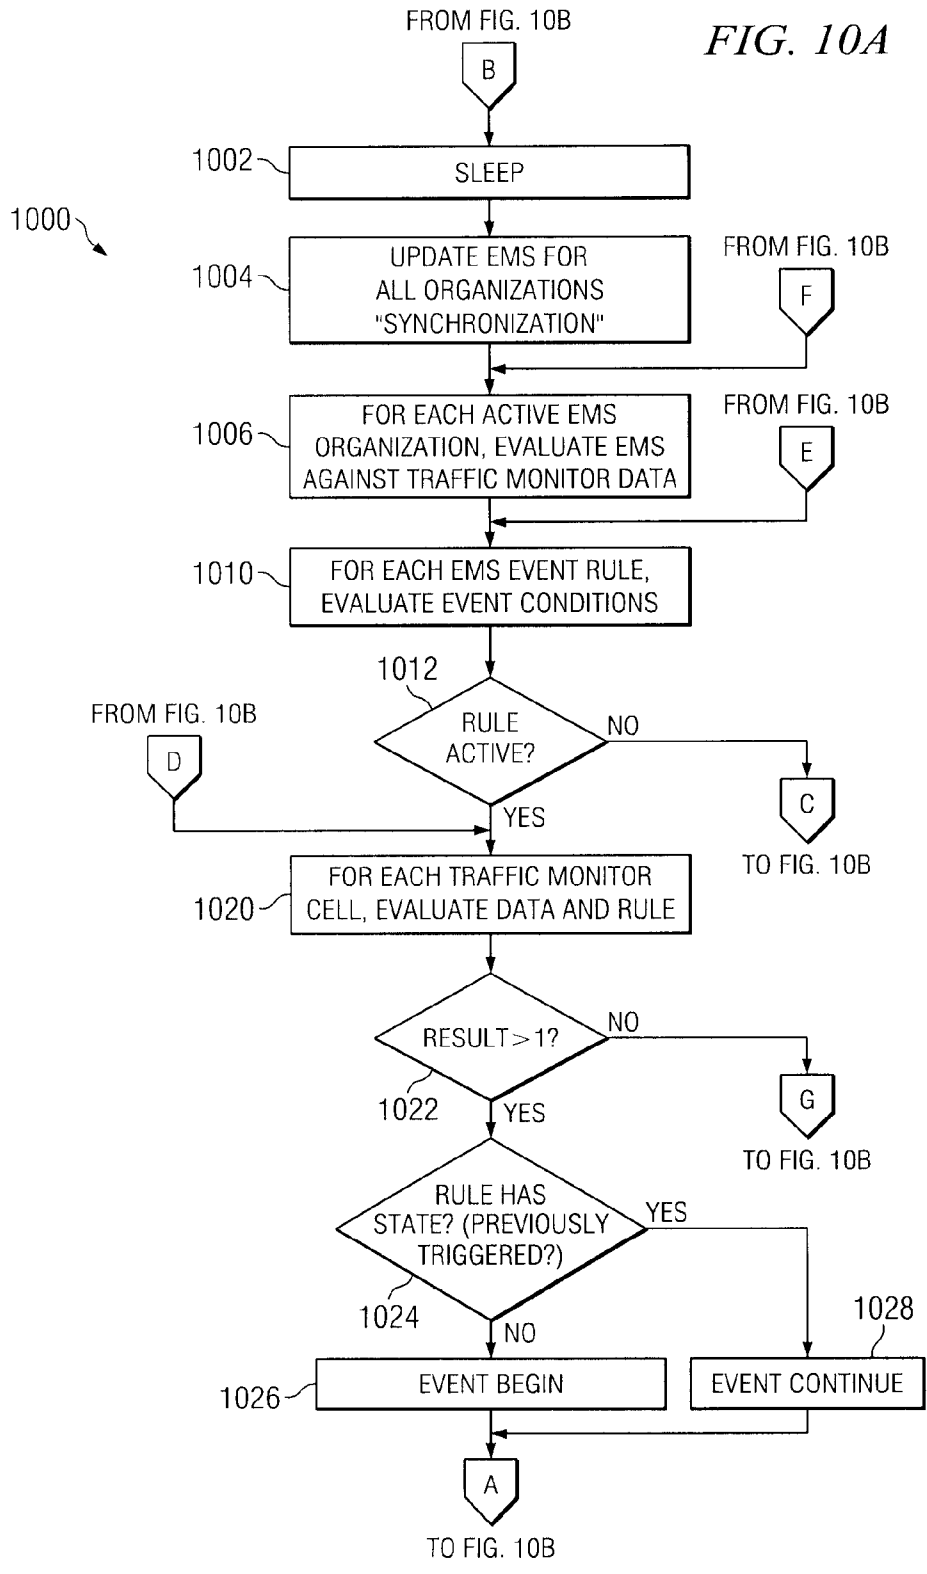 FROM FIG. 10B
FIG. 10A
B
1002
SLEEP
1000
1004
UPDATE EMS FOR
ALL ORGANIZATIONS
"SYNCHRONIZATION"
FROM FIG. 10B
F
1006
FOR EACH ACTIVE EMS
ORGANIZATION, EVALUATE EMS
AGAINST TRAFFIC MONITOR DATA
FROM FIG. 10B
E
1010
FOR EACH EMS EVENT RULE,
EVALUATE EVENT CONDITIONS
1012
RULE
ACTIVE?
NO
YES
FROM FIG. 10B
D
C
TO FIG. 10B
1020
FOR EACH TRAFFIC MONITOR
CELL, EVALUATE DATA AND RULE
RESULT>1?
NO
1022
YES
G
TO FIG. 10B
RULE HAS
STATE? (PREVIOUSLY
TRIGGERED?)
YES
1024
NO
1028
1026
EVENT BEGIN
EVENT CONTINUE
A
TO FIG. 10B